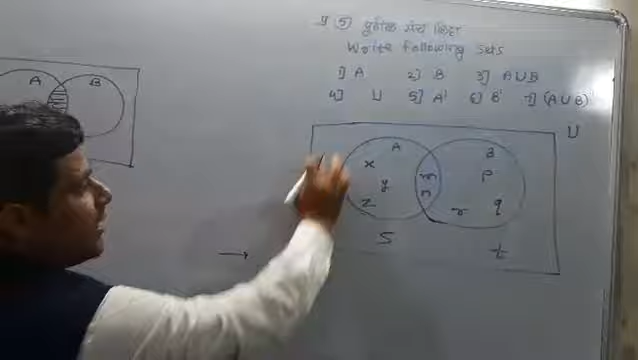 5) पुढील संच लिहा
Write following sets
1] A 2] B 3] A∪B
4] U 5] A' 6] B' 7] (A∪B)'
A B
U
A B
x m p
y n
z r q
s t